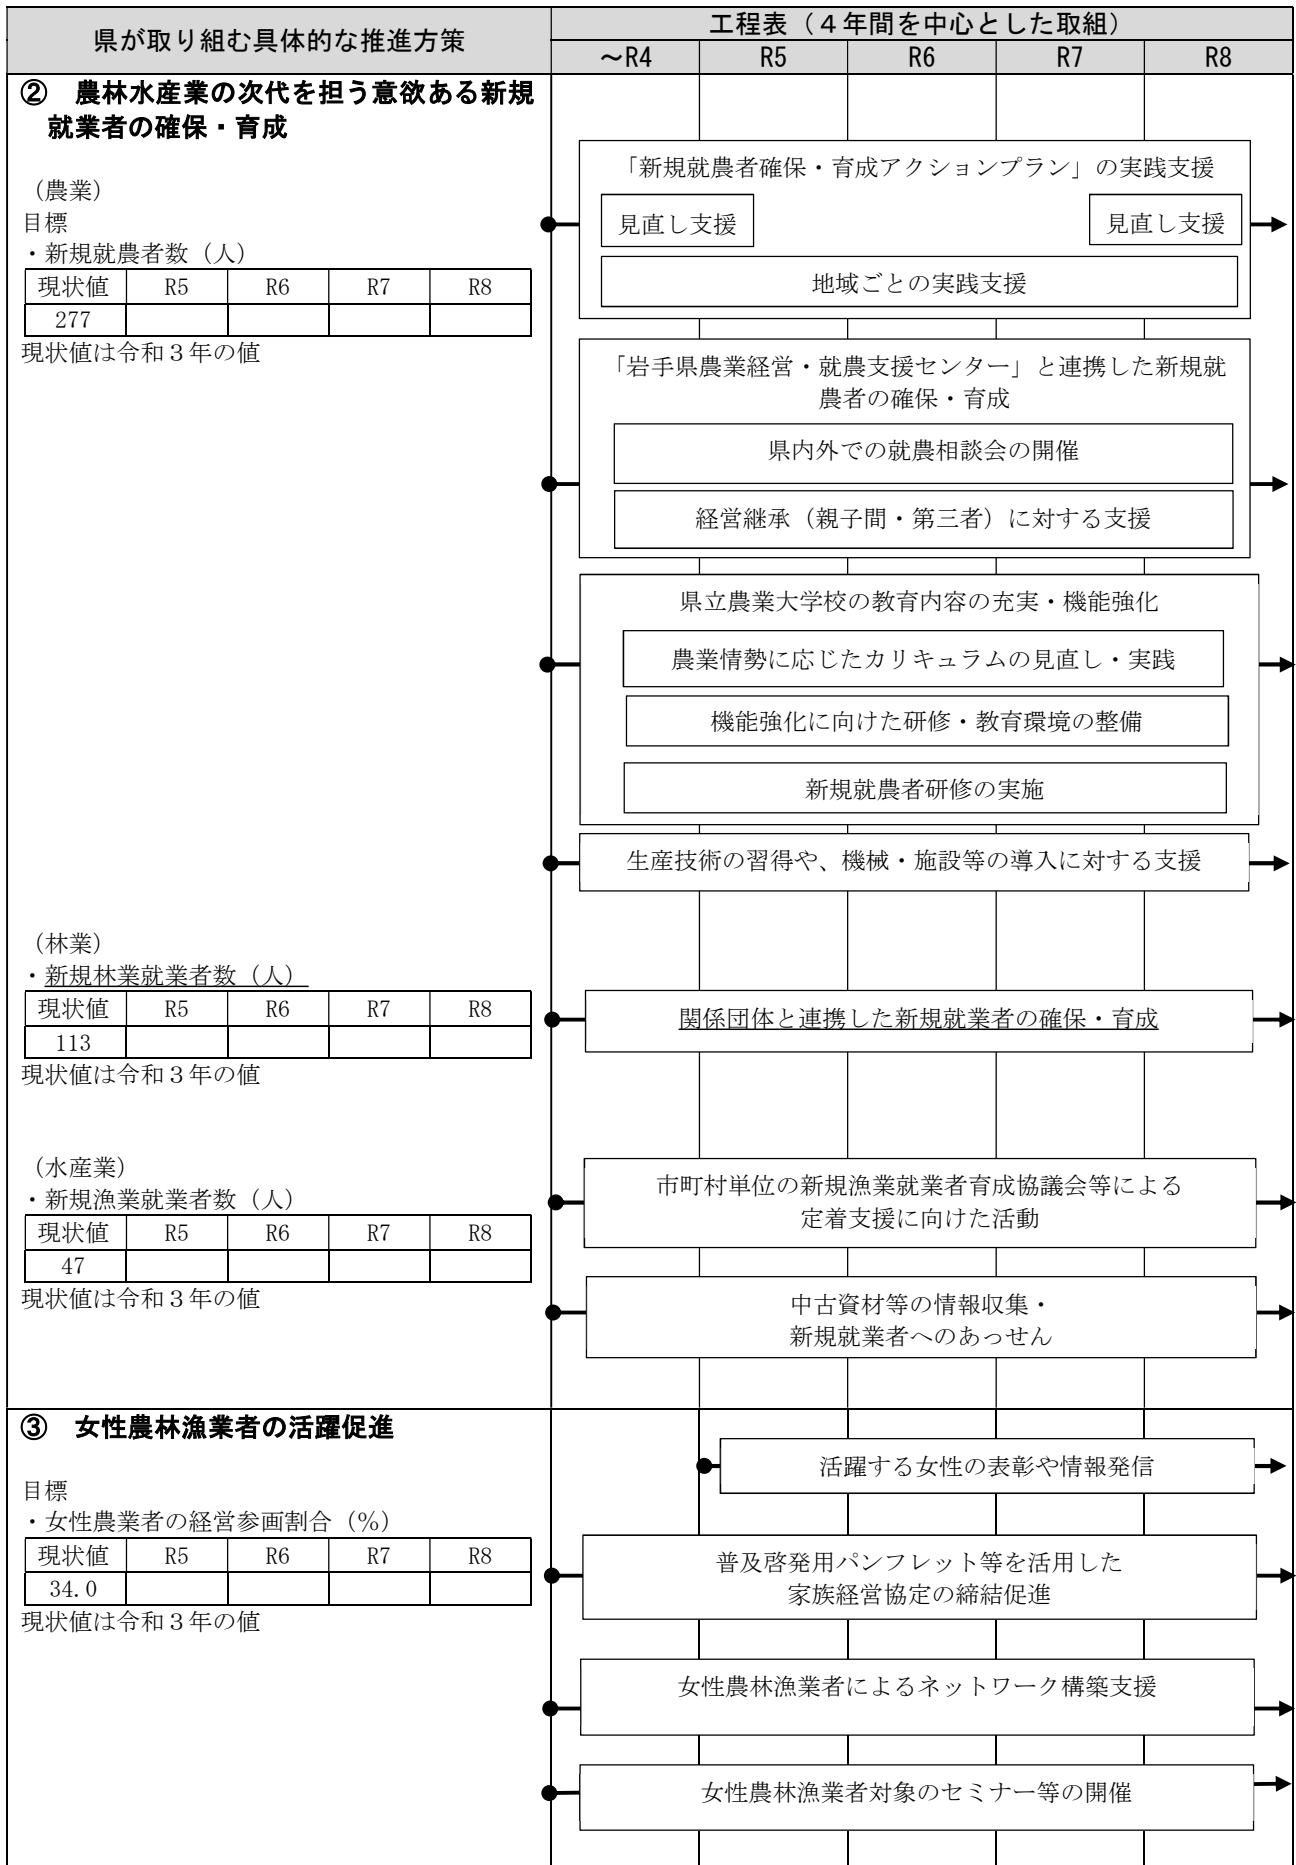 県が取り組む具体的な推進方策
工程表（４年間を中心とした取組）
～R4 R5 R6 R7 R8
② 農林水産業の次代を担う意欲ある新規
就業者の確保・育成
（農業）
目標
・新規就農者数（人）
現状値 R5 R6 R7 R8
277
現状値は令和３年の値
「新規就農者確保・育成アクションプラン」の実践支援
見直し支援 見直し支援
地域ごとの実践支援
「岩手県農業経営・就農支援センター」と連携した新規就
農者の確保・育成
県内外での就農相談会の開催
経営継承（親子間・第三者）に対する支援
県立農業大学校の教育内容の充実・機能強化
農業情勢に応じたカリキュラムの見直し・実践
機能強化に向けた研修・教育環境の整備
新規就農者研修の実施
生産技術の習得や、機械・施設等の導入に対する支援
（林業）
・新規林業就業者数（人）
現状値 R5 R6 R7 R8
113
現状値は令和３年の値
関係団体と連携した新規就業者の確保・育成
（水産業）
・新規漁業就業者数（人）
現状値 R5 R6 R7 R8
47
現状値は令和３年の値
市町村単位の新規漁業就業者育成協議会等による
定着支援に向けた活動
中古資材等の情報収集・
新規就業者へのあっせん
③ 女性農林漁業者の活躍促進
目標
・女性農業者の経営参画割合（%）
現状値 R5 R6 R7 R8
34.0
現状値は令和３年の値
活躍する女性の表彰や情報発信
普及啓発用パンフレット等を活用した
家族経営協定の締結促進
女性農林漁業者によるネットワーク構築支援
女性農林漁業者対象のセミナー等の開催